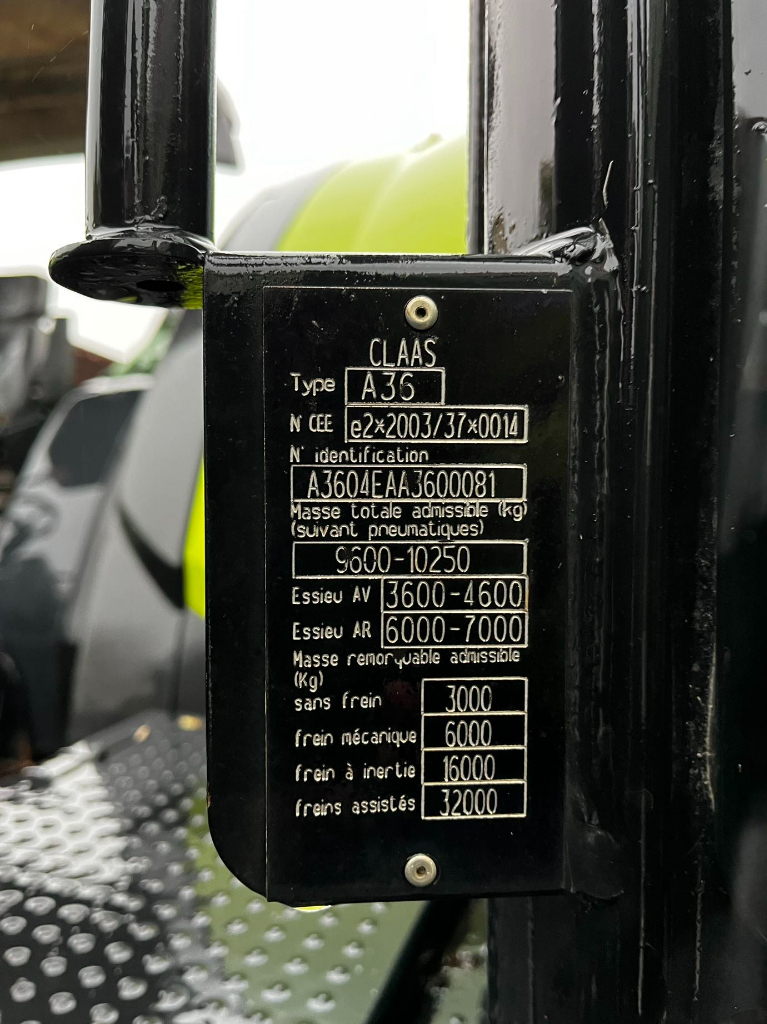 CLAAS
Type A36
N° CEE e2*2003/37*0014
N° identification
A3604EAA3600081
Masse totale admissible (kg)
(suivant pneumatiques)
9600-10250
Essieu AV 3600-4600
Essieu AR 6000-7000
Masse remorquable admissible
(Kg)
sans frein 3000
frein mécanique 6000
frein à inertie 16000
freins assistés 32000